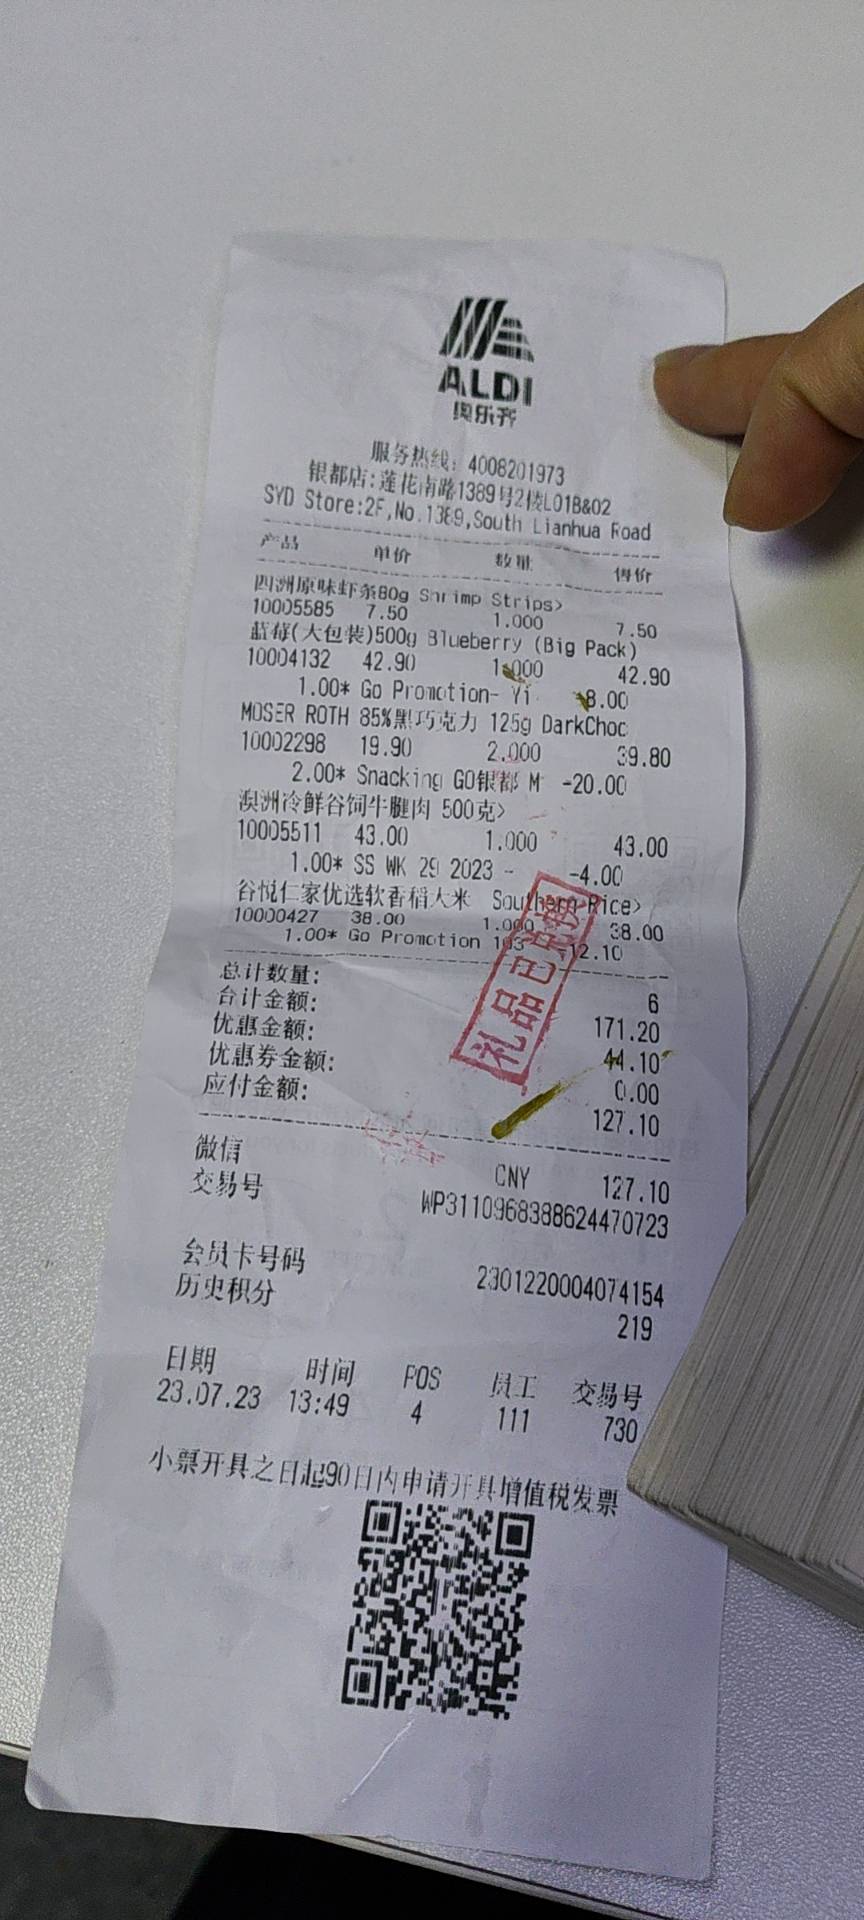 ALDI
奥乐齐
服务热线: 4008201973
银都店:莲花南路1389号2楼L01B&02
SYD Store:2F,No.1389,South Lianhua Road
产品 单价 数量 售价
四洲原味虾条80g Shrimp Strips>
10005585 7.50 1.000 7.50
蓝莓(大包装)500g Blueberry (Big Pack)
10004132 42.90 1.000 42.90
1.00* Go Promotion- Yi 8.00
MOSER ROTH 85%黑巧克力 125g DarkChoc
10002298 19.90 2.000 39.80
2.00* Snacking GO银都 M -20.00
澳洲冷鲜谷饲牛腱肉 500克>
10005511 43.00 1.000 43.00
1.00* SS WK 29 2023 - -4.00
谷悦仁家优选软香稻大米 Southern Rice>
10000427 38.00 1.000 38.00
1.00* Go Promotion 103 -12.10
礼品已兑换
总计数量: 6
合计金额: 171.20
优惠金额: 44.10
优惠券金额: 0.00
应付金额: 127.10
微信 CNY 127.10
交易号 WP3110968388624470723
会员卡号码 2301220004074154
历史积分 219
日期 时间 POS 员工 交易号
23.07.23 13:49 4 111 730
小票开具之日起90日内申请开具增值税发票